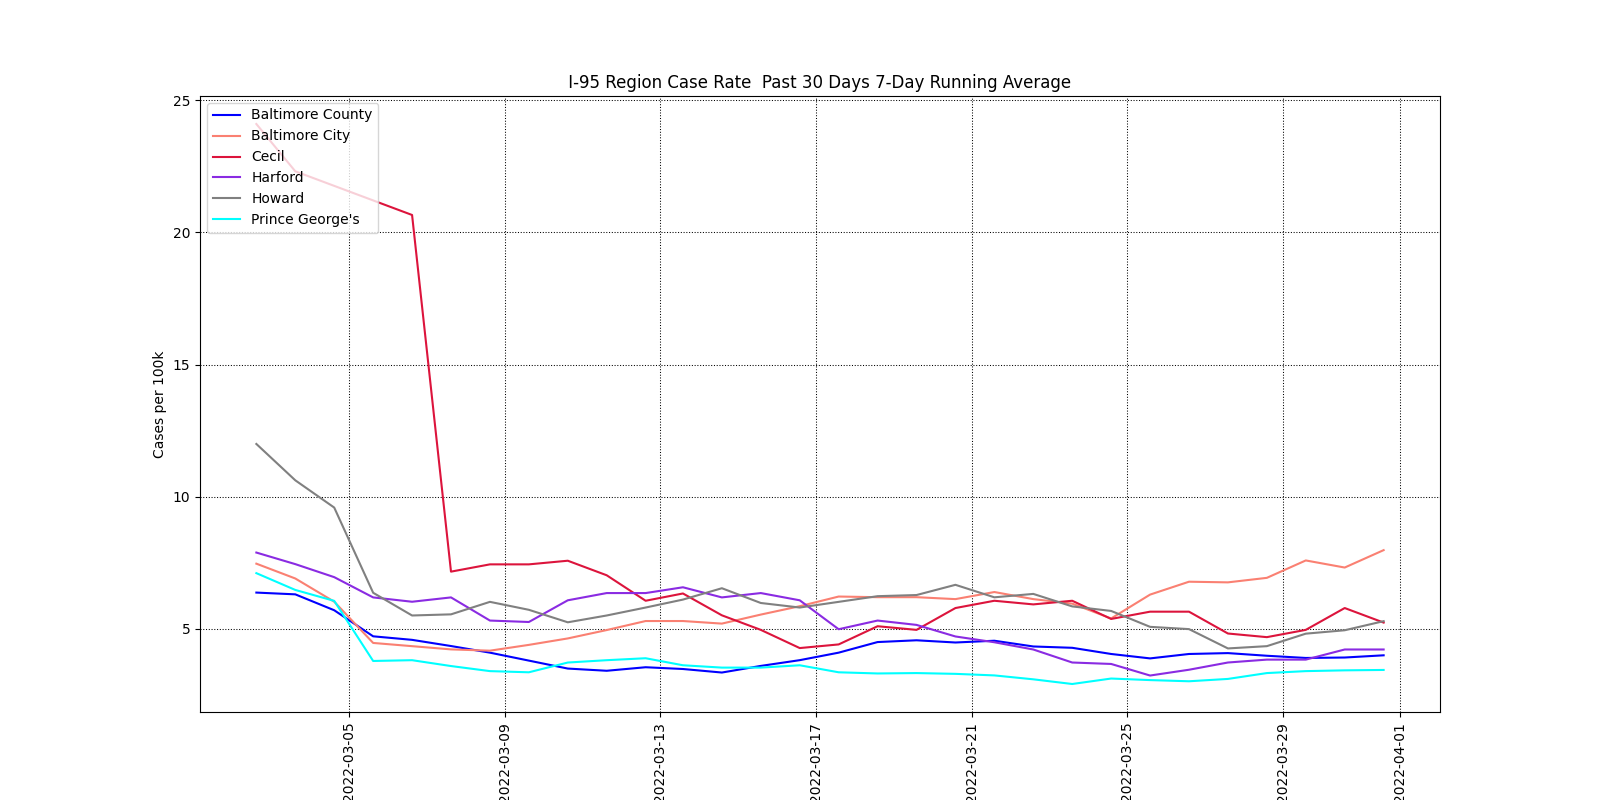 I-95 Region Case Rate  Past 30 Days 7-Day Running Average
25
20
15
10
5
Cases per 100k
Baltimore County
Baltimore City
Cecil
Harford
Howard
Prince George's
2022-03-05
2022-03-09
2022-03-13
2022-03-17
2022-03-21
2022-03-25
2022-03-29
2022-04-01